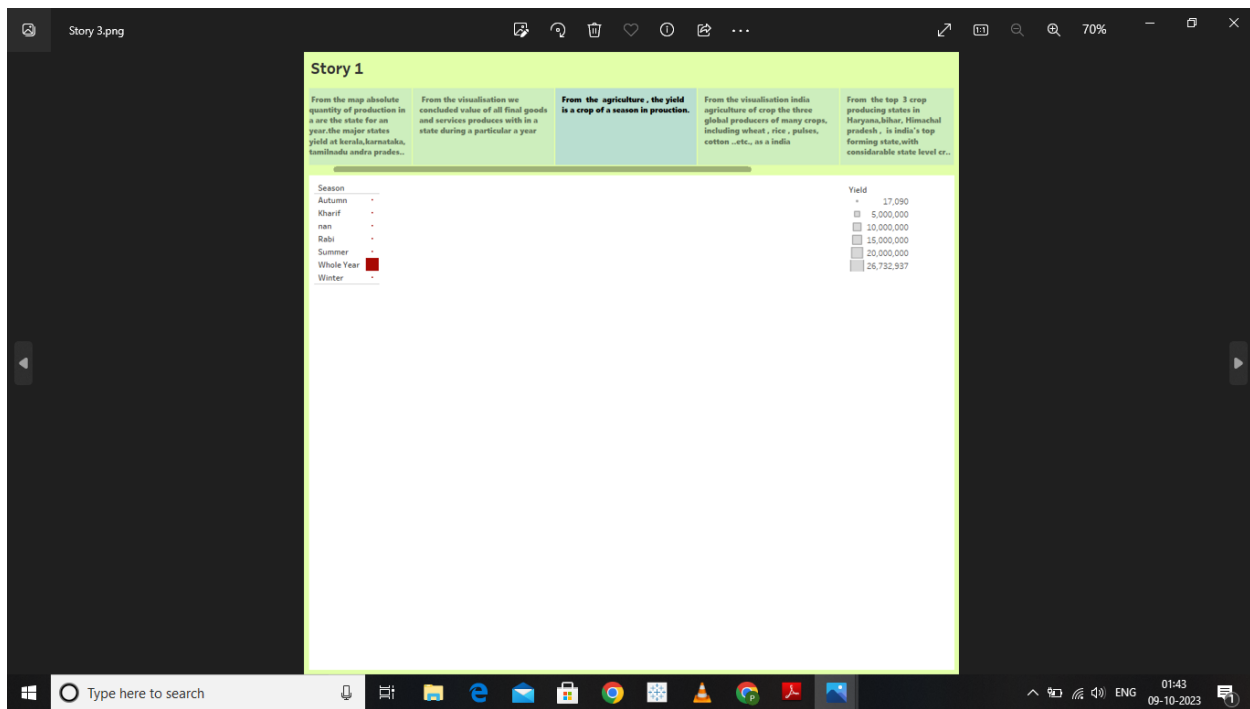 Story 3.png
70%
Story 1
From the map absolute
quantity of production in
a are the state for an
year.the major states
yield at kerala,karnataka,
tamilnadu andra prades..
From the visualisation we
concluded value of all final goods
and services produces with in a
state during a particular a year
From the agriculture , the yield
is a crop of a season in prouction.
From the visualisation india
agriculture of crop the three
global producers of many crops,
including wheat , rice , pulses,
cotton ..etc., as a india
From the top 3 crop
producing states in
Haryana,bihar, Himachal
pradesh , is india's top
forming state,with
considarable state level cr..
Season
Autumn
Kharif
nan
Rabi
Summer
Whole Year
Winter
Yield
17,090
5,000,000
10,000,000
15,000,000
20,000,000
26,732,937
Type here to search
ENG
01:43
09-10-2023
1